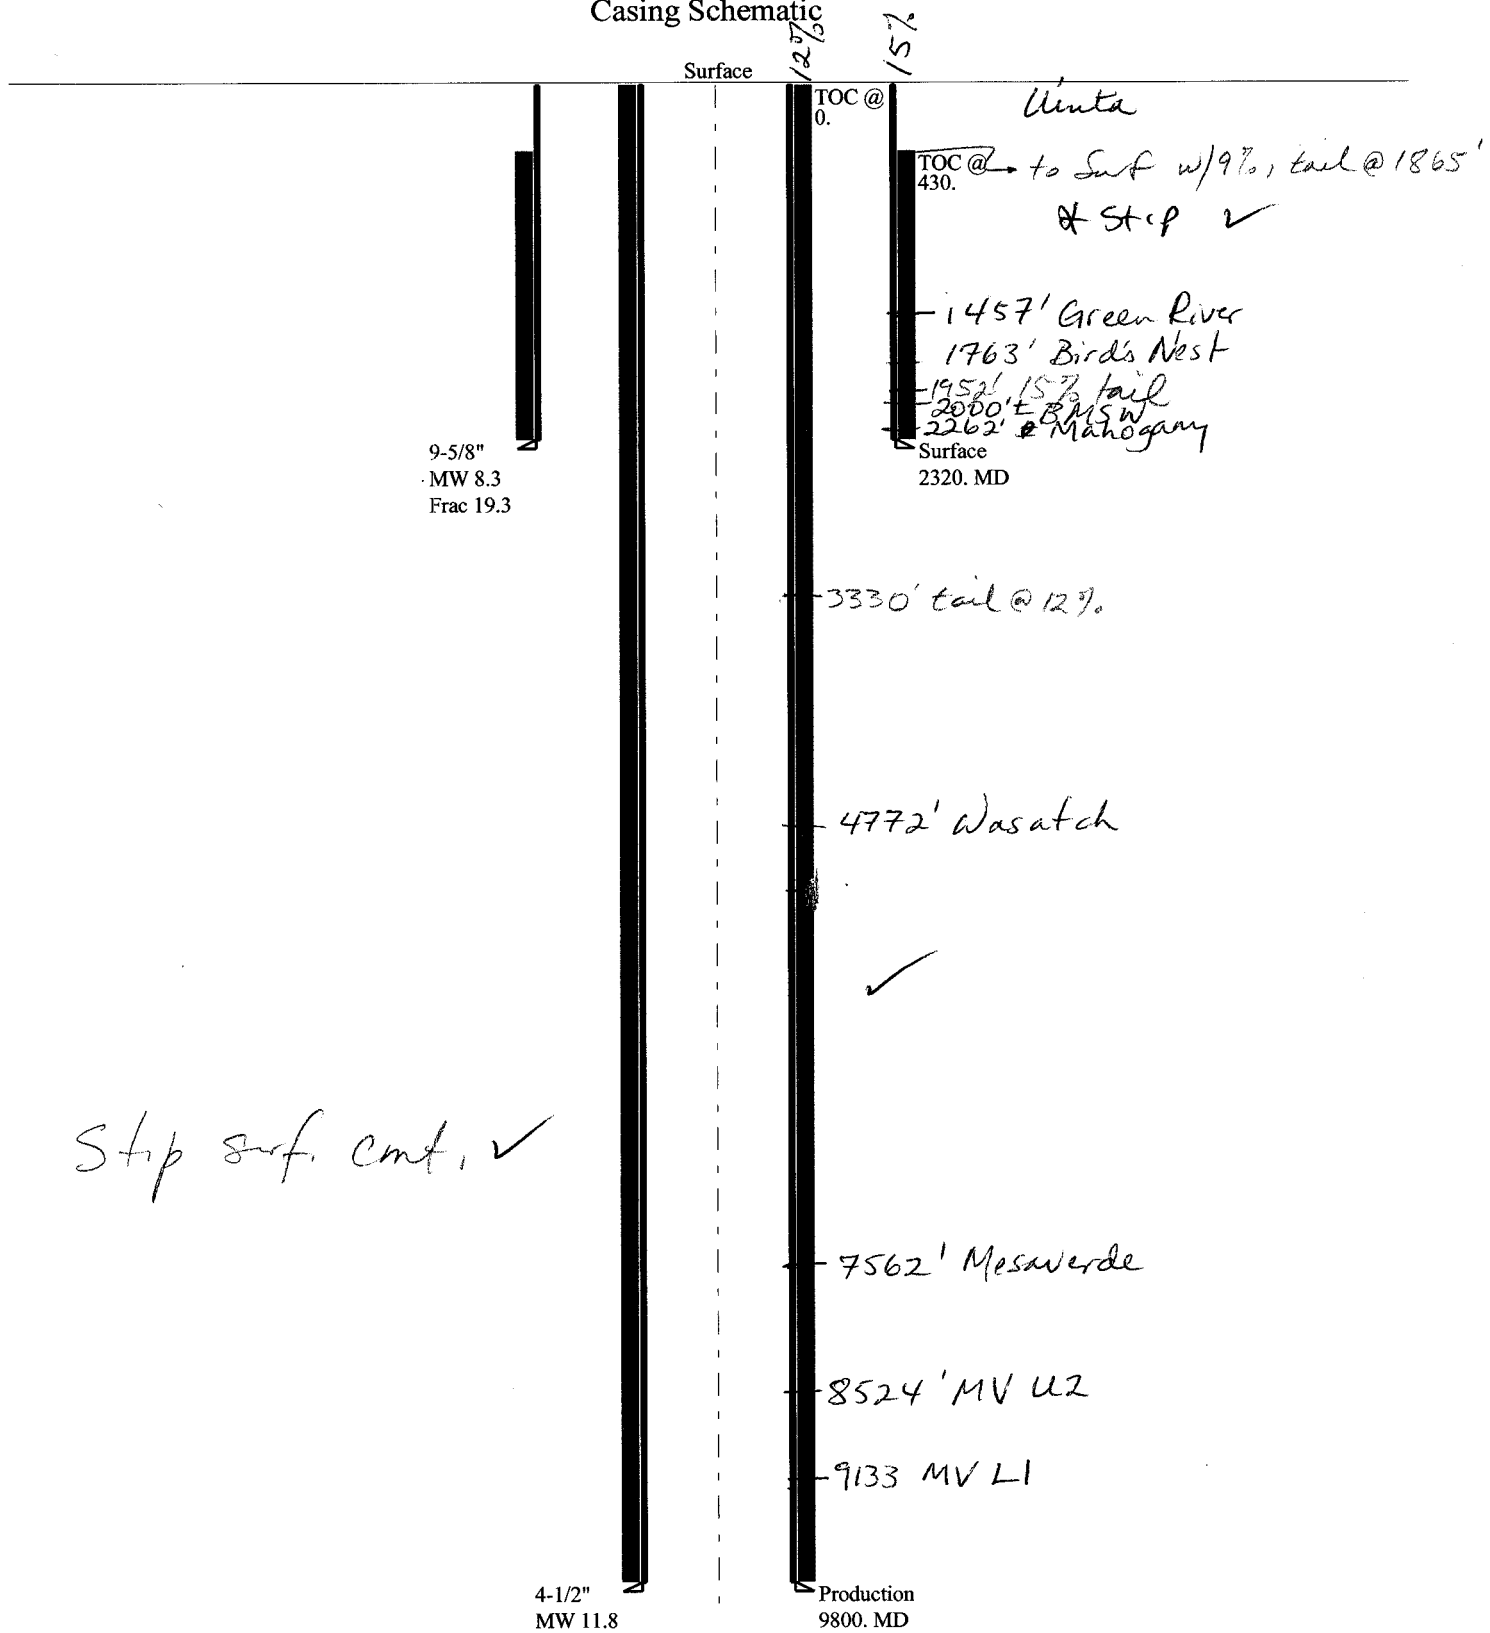 Casing Schematic
12%
15%
Surface
TOC @
0.
Uinta
TOC @
430.
to Surf w/9%, tail @ 1865'
* Stip ✓
1457' Green River
1763' Bird's Nest
1952' 15% tail
2000' ± BMSW
2262' Mahogany
9-5/8"
MW 8.3
Frac 19.3
Surface
2320. MD
3330' tail @ 12%
4772' Wasatch
✓
Stip surf. cmt. ✓
7562' Mesaverde
8524' MV U2
9133 MV L1
4-1/2"
MW 11.8
Production
9800. MD